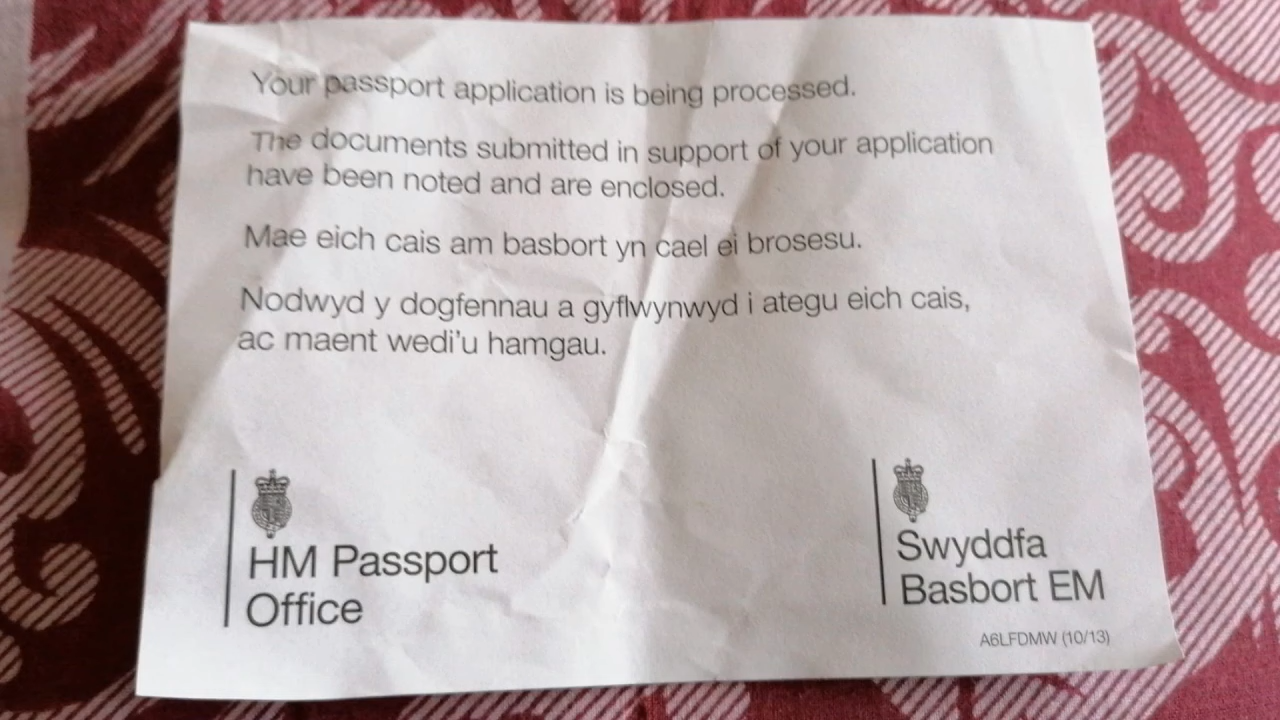 Your passport application is being processed.
The documents submitted in support of your application
have been noted and are enclosed.
Mae eich cais am basbort yn cael ei brosesu.
Nodwyd y dogfennau a gyflwynwyd i ategu eich cais,
ac maent wedi'u hamgau.
HM Passport
Office
Swyddfa
Basbort EM
A6LFDMW (10/13)